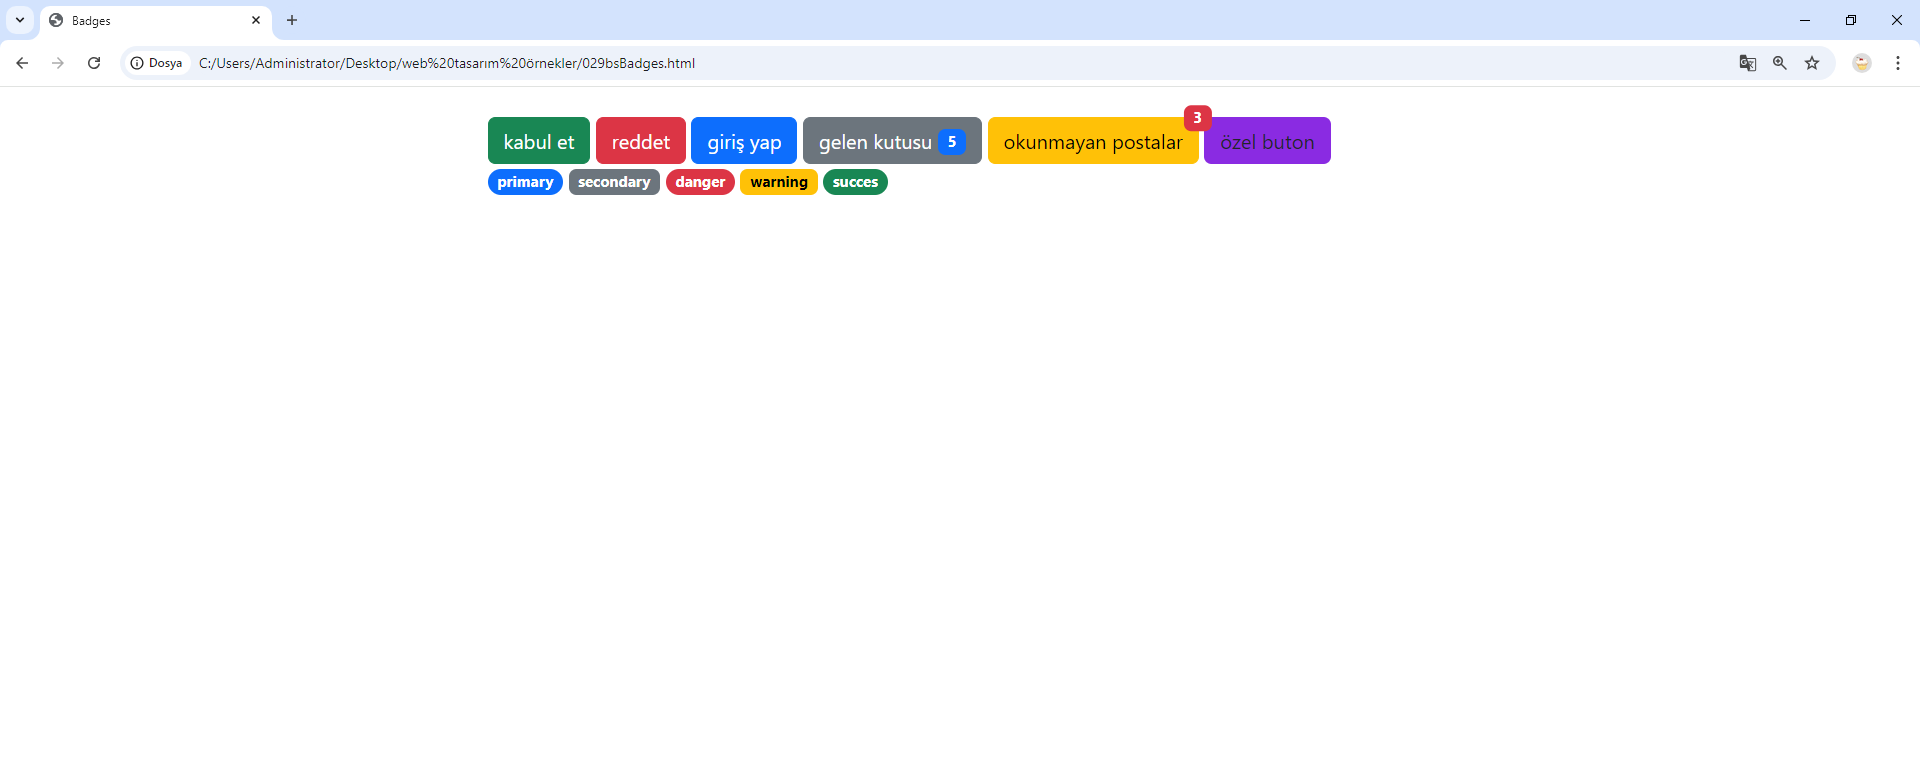 Badges
Dosya C:/Users/Administrator/Desktop/web%20tasarım%20örnekler/029bsBadges.html
kabul et reddet giriş yap gelen kutusu 5 okunmayan postalar 3 özel buton
primary secondary danger warning succes